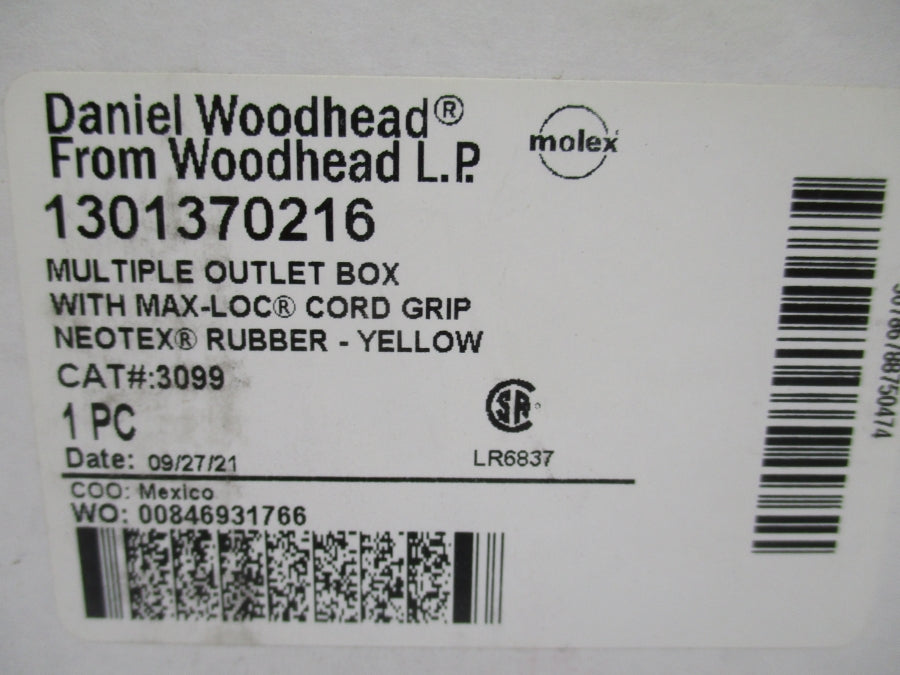 Daniel Woodhead®
From Woodhead L.P.
molex
1301370216
MULTIPLE OUTLET BOX
WITH MAX-LOC® CORD GRIP
NEOTEX® RUBBER - YELLOW
CAT#:3099
1 PC
Date: 09/27/21
LR6837
COO: Mexico
WO: 00846931766